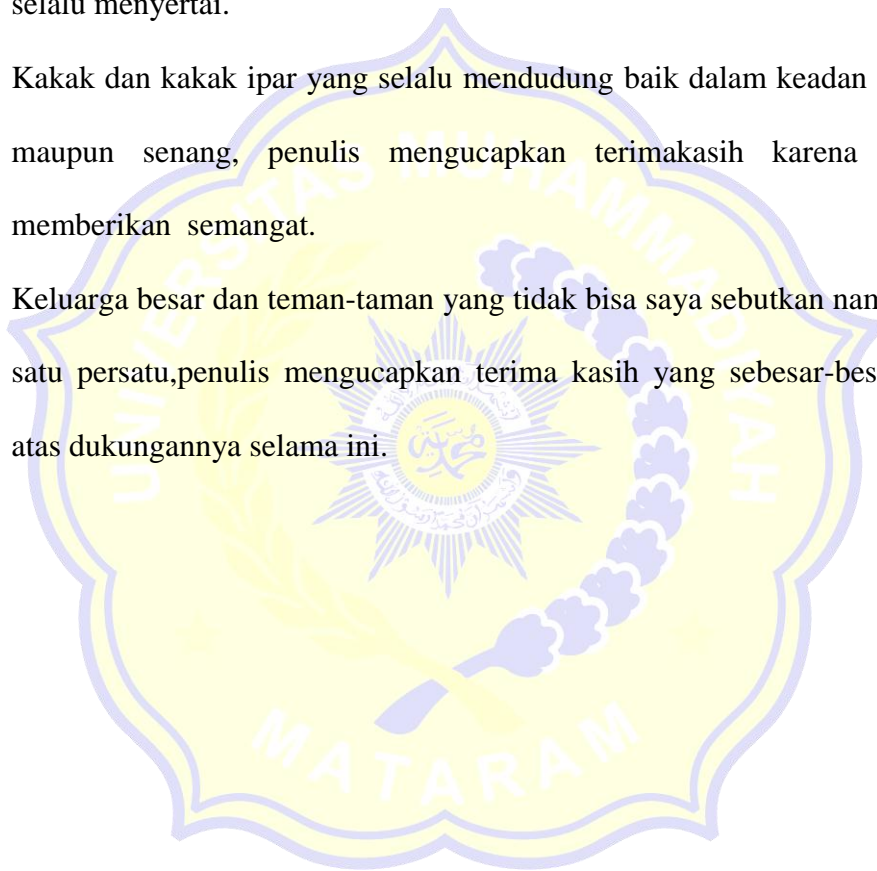 selalu menyertai.
Kakak dan kakak ipar yang selalu mendudung baik dalam keadan
maupun senang, penulis mengucapkan terimakasih karena
memberikan semangat.
Keluarga besar dan teman-taman yang tidak bisa saya sebutkan nan
satu persatu,penulis mengucapkan terima kasih yang sebesar-bes
atas dukungannya selama ini.
UNIVERSITAS MUHAMMADIYAH
MATARAM